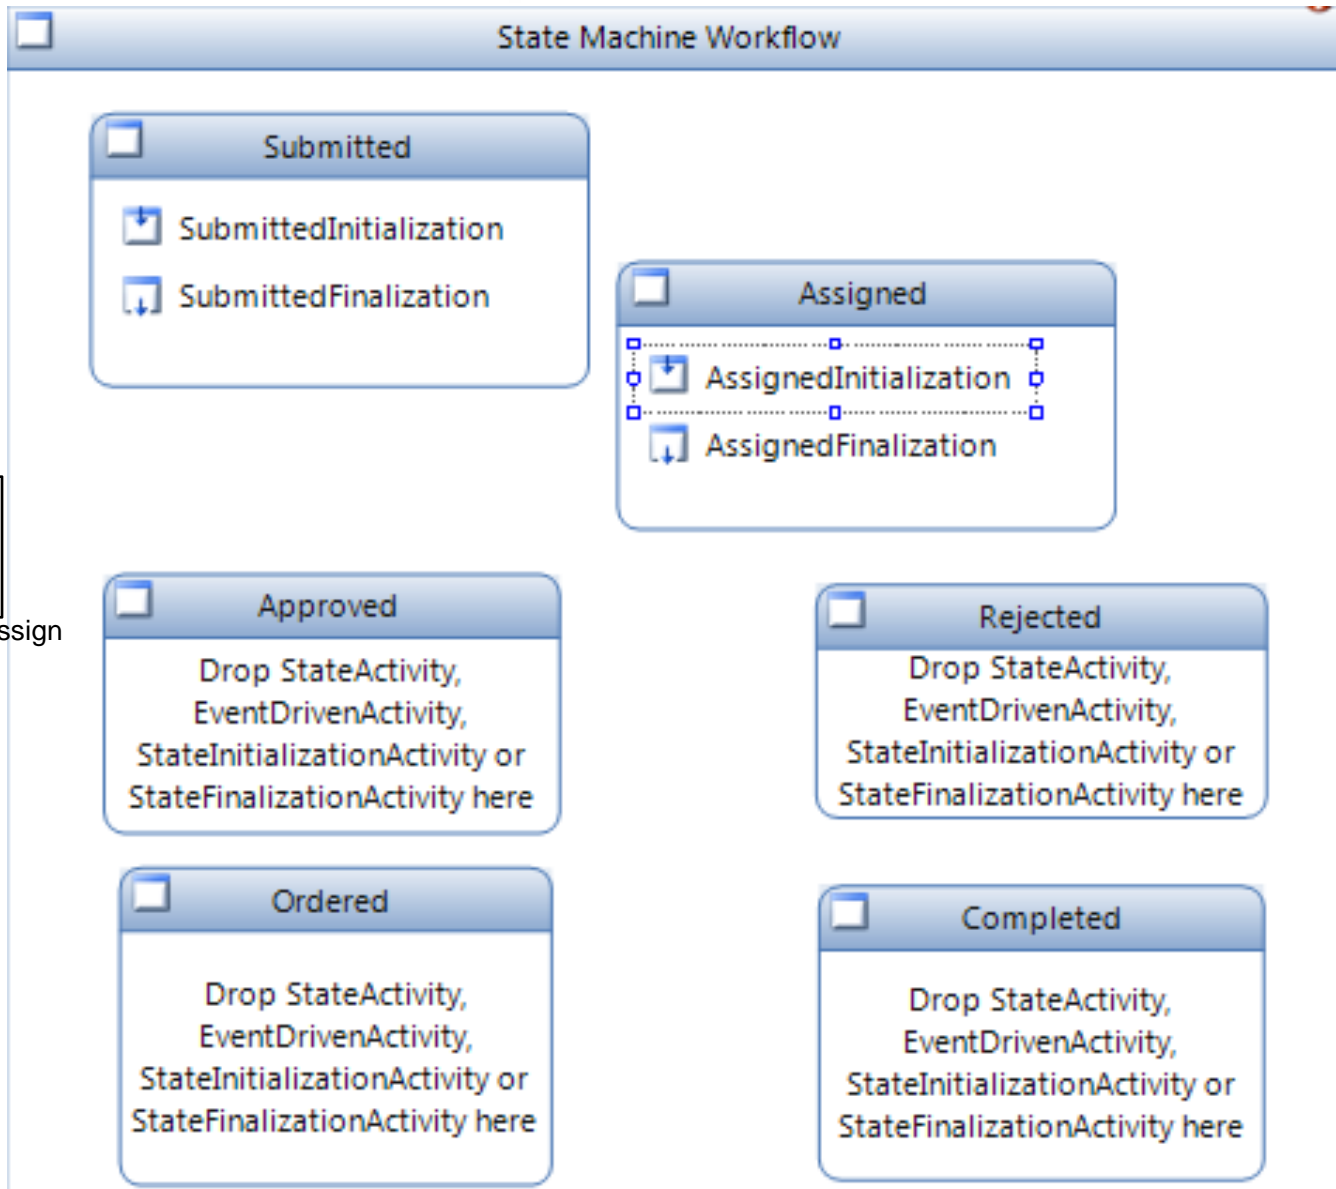 State Machine Workflow
Submitted
SubmittedInitialization
SubmittedFinalization
Assigned
AssignedInitialization
AssignedFinalization
ssign
Approved
Drop StateActivity,
EventDrivenActivity,
StateInitializationActivity or
StateFinalizationActivity here
Rejected
Drop StateActivity,
EventDrivenActivity,
StateInitializationActivity or
StateFinalizationActivity here
Ordered
Drop StateActivity,
EventDrivenActivity,
StateInitializationActivity or
StateFinalizationActivity here
Completed
Drop StateActivity,
EventDrivenActivity,
StateInitializationActivity or
StateFinalizationActivity here